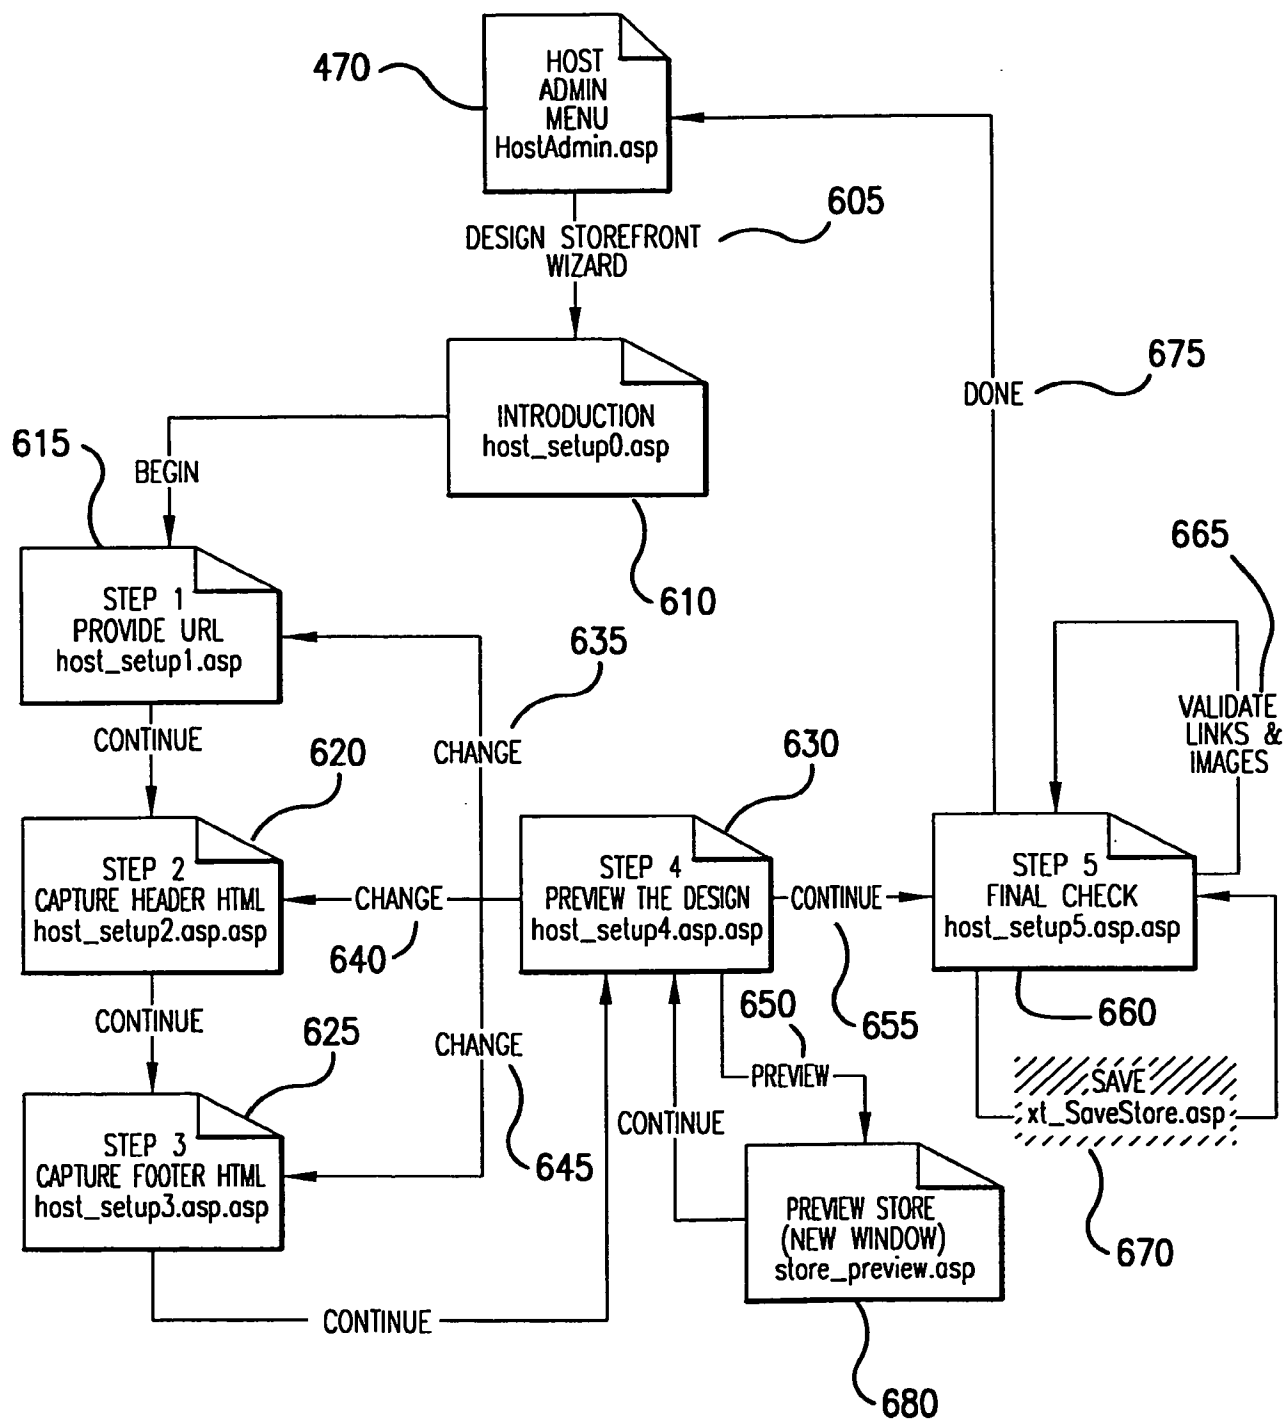 470
HOST
ADMIN
MENU
HostAdmin.asp
605
DESIGN STOREFRONT
WIZARD
675
DONE
INTRODUCTION
host_setup0.asp
610
615
BEGIN
STEP 1
PROVIDE URL
host_setup1.asp
CONTINUE
635
CHANGE
665
VALIDATE
LINKS &
IMAGES
620
STEP 2
CAPTURE HEADER HTML
host_setup2.asp.asp
CHANGE
640
630
STEP 4
PREVIEW THE DESIGN
host_setup4.asp.asp
CONTINUE
655
STEP 5
FINAL CHECK
host_setup5.asp.asp
660
CONTINUE
625
STEP 3
CAPTURE FOOTER HTML
host_setup3.asp.asp
CHANGE
645
650
PREVIEW
CONTINUE
SAVE
xt_SaveStore.asp
670
PREVIEW STORE
(NEW WINDOW)
store_preview.asp
680
CONTINUE